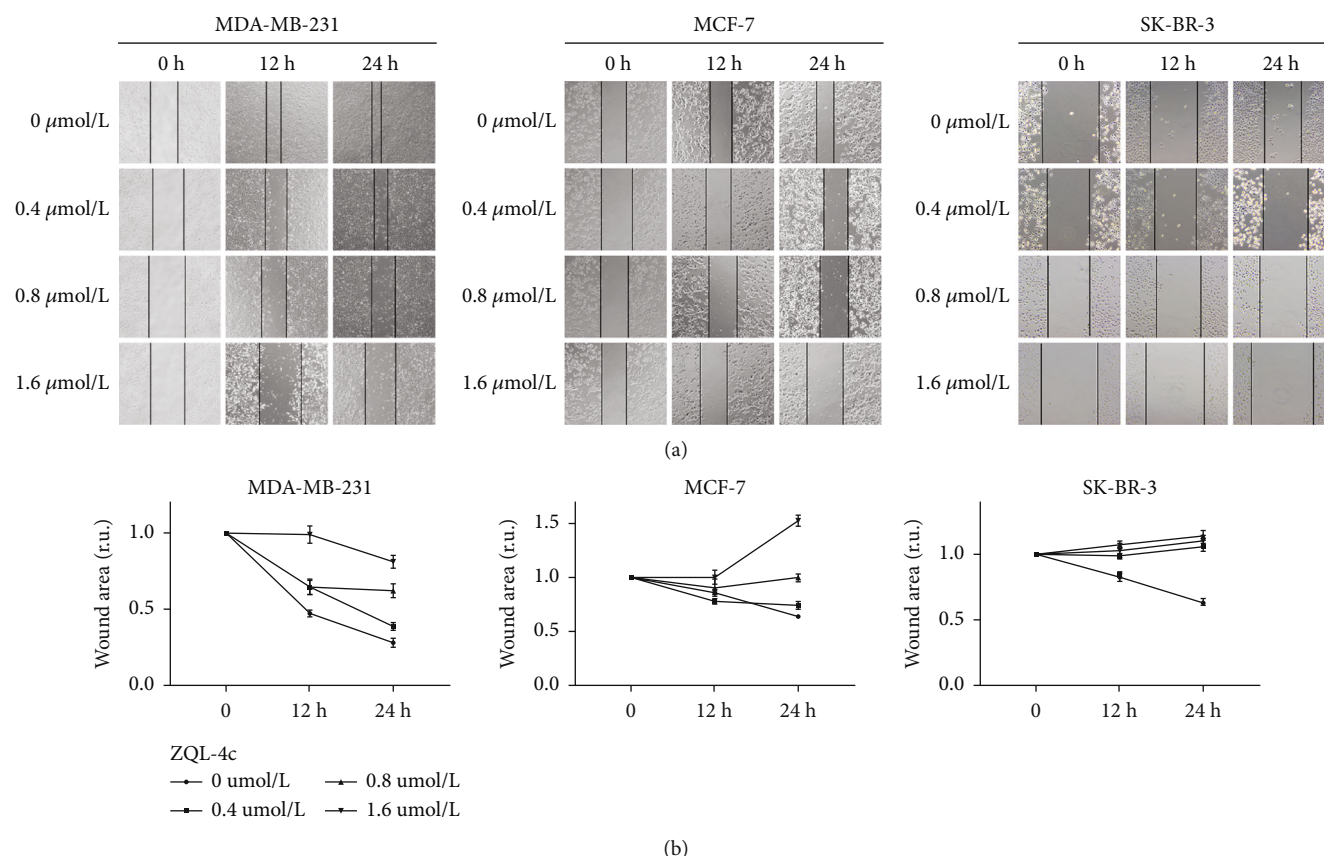 MDA-MB-231
MCF-7
SK-BR-3
0 h 12 h 24 h
0 h 12 h 24 h
0 h 12 h 24 h
0 μmol/L
0 μmol/L
0 μmol/L
0.4 μmol/L
0.4 μmol/L
0.4 μmol/L
0.8 μmol/L
0.8 μmol/L
0.8 μmol/L
1.6 μmol/L
1.6 μmol/L
1.6 μmol/L
(a)
MDA-MB-231
Wound area (r.u.)
1.0
0.5
0.0
0 12 h 24 h
MCF-7
Wound area (r.u.)
1.5
1.0
0.5
0.0
0 12 h 24 h
SK-BR-3
Wound area (r.u.)
1.0
0.5
0.0
0 12 h 24 h
ZQL-4c
0 umol/L
0.8 umol/L
0.4 umol/L
1.6 umol/L
(b)